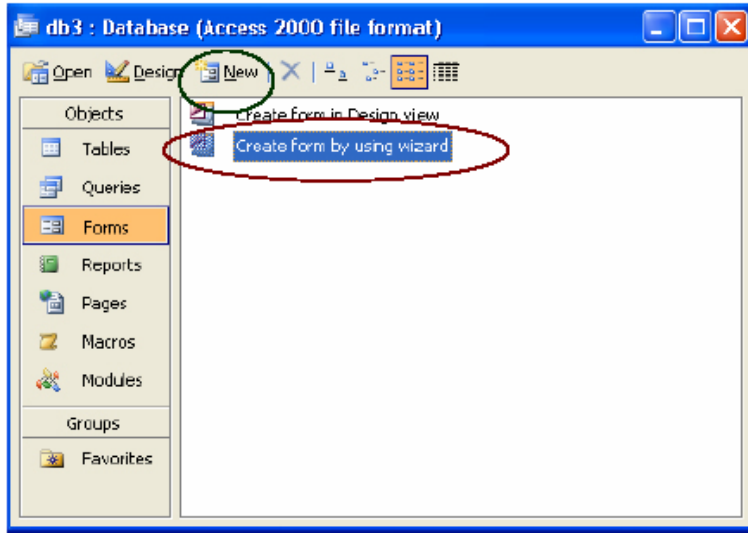 db3 : Database (Access 2000 file format)
Open Design New
Objects
Tables
Queries
Forms
Reports
Pages
Macros
Modules
Groups
Favorites
Create form in Design view
Create form by using wizard